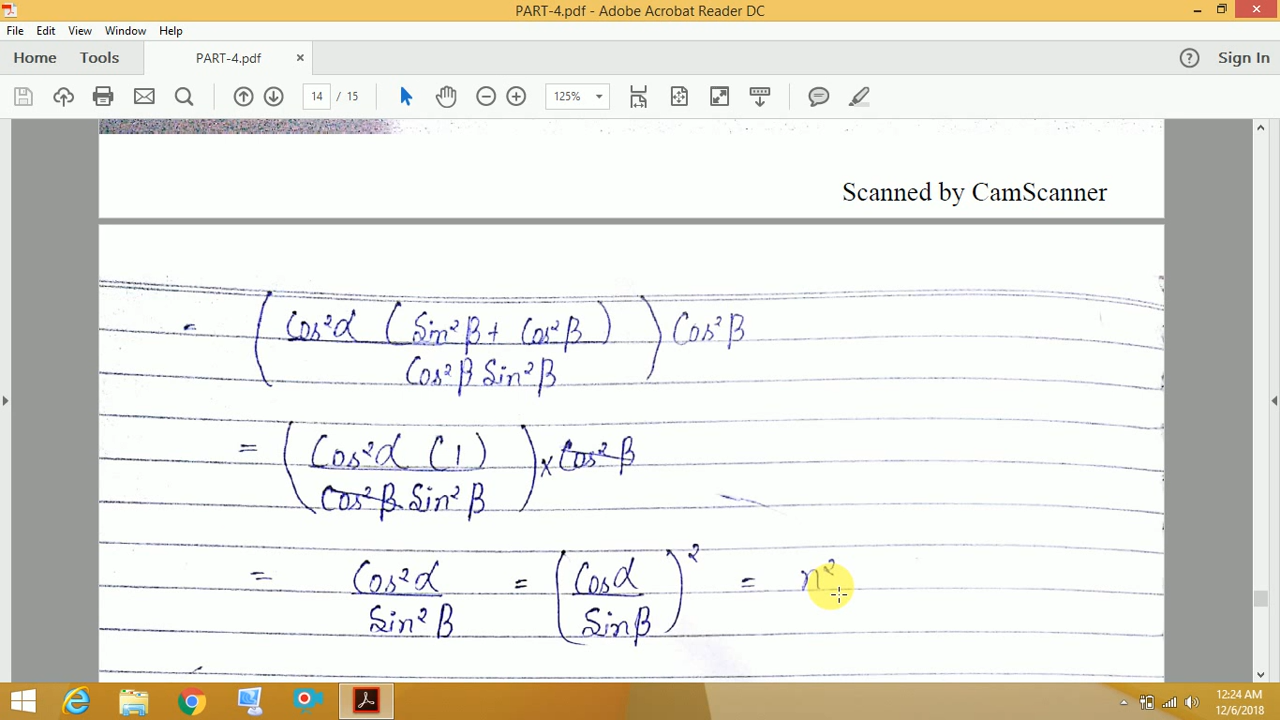 PART-4.pdf - Adobe Acrobat Reader DC
File Edit View Window Help
Home Tools PART-4.pdf × Sign In
14 / 15 125%
Scanned by CamScanner
= (Cos²α (Sin²β + Cos²β) / Cos²β Sin²β) Cos²β
= (Cos²α (1) / Cos²β Sin²β) × Cos²β
= Cos²α / Sin²β = (Cosα / Sinβ)² = n²
12:24 AM
12/6/2018